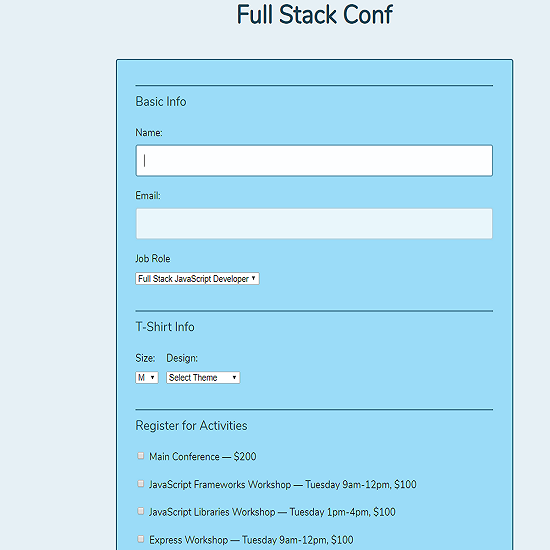 Full Stack Conf
Basic Info
Name:
Email:
Job Role
Full Stack JavaScript Developer
T-Shirt Info
Size: Design:
M Select Theme
Register for Activities
Main Conference — $200
JavaScript Frameworks Workshop — Tuesday 9am-12pm, $100
JavaScript Libraries Workshop — Tuesday 1pm-4pm, $100
Express Workshop — Tuesday 9am-12pm, $100